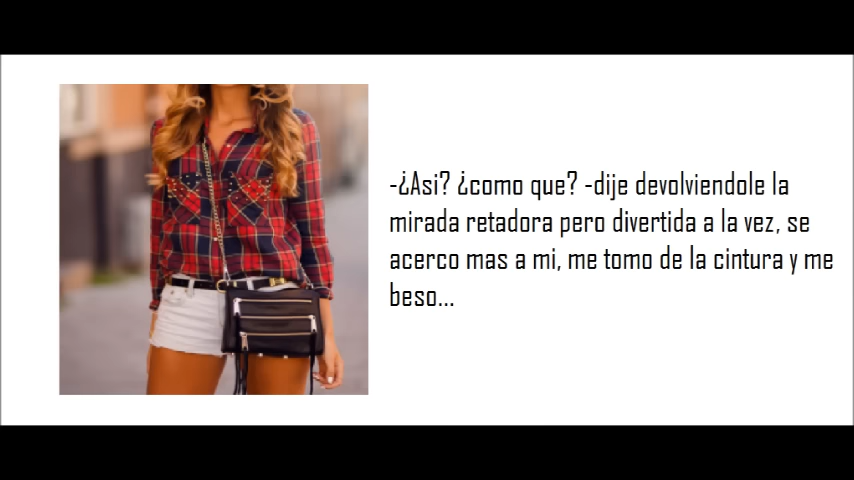 -¿Asi? ¿como que? -dije devolviendole la
mirada retadora pero divertida a la vez, se
acerco mas a mi, me tomo de la cintura y me
beso...